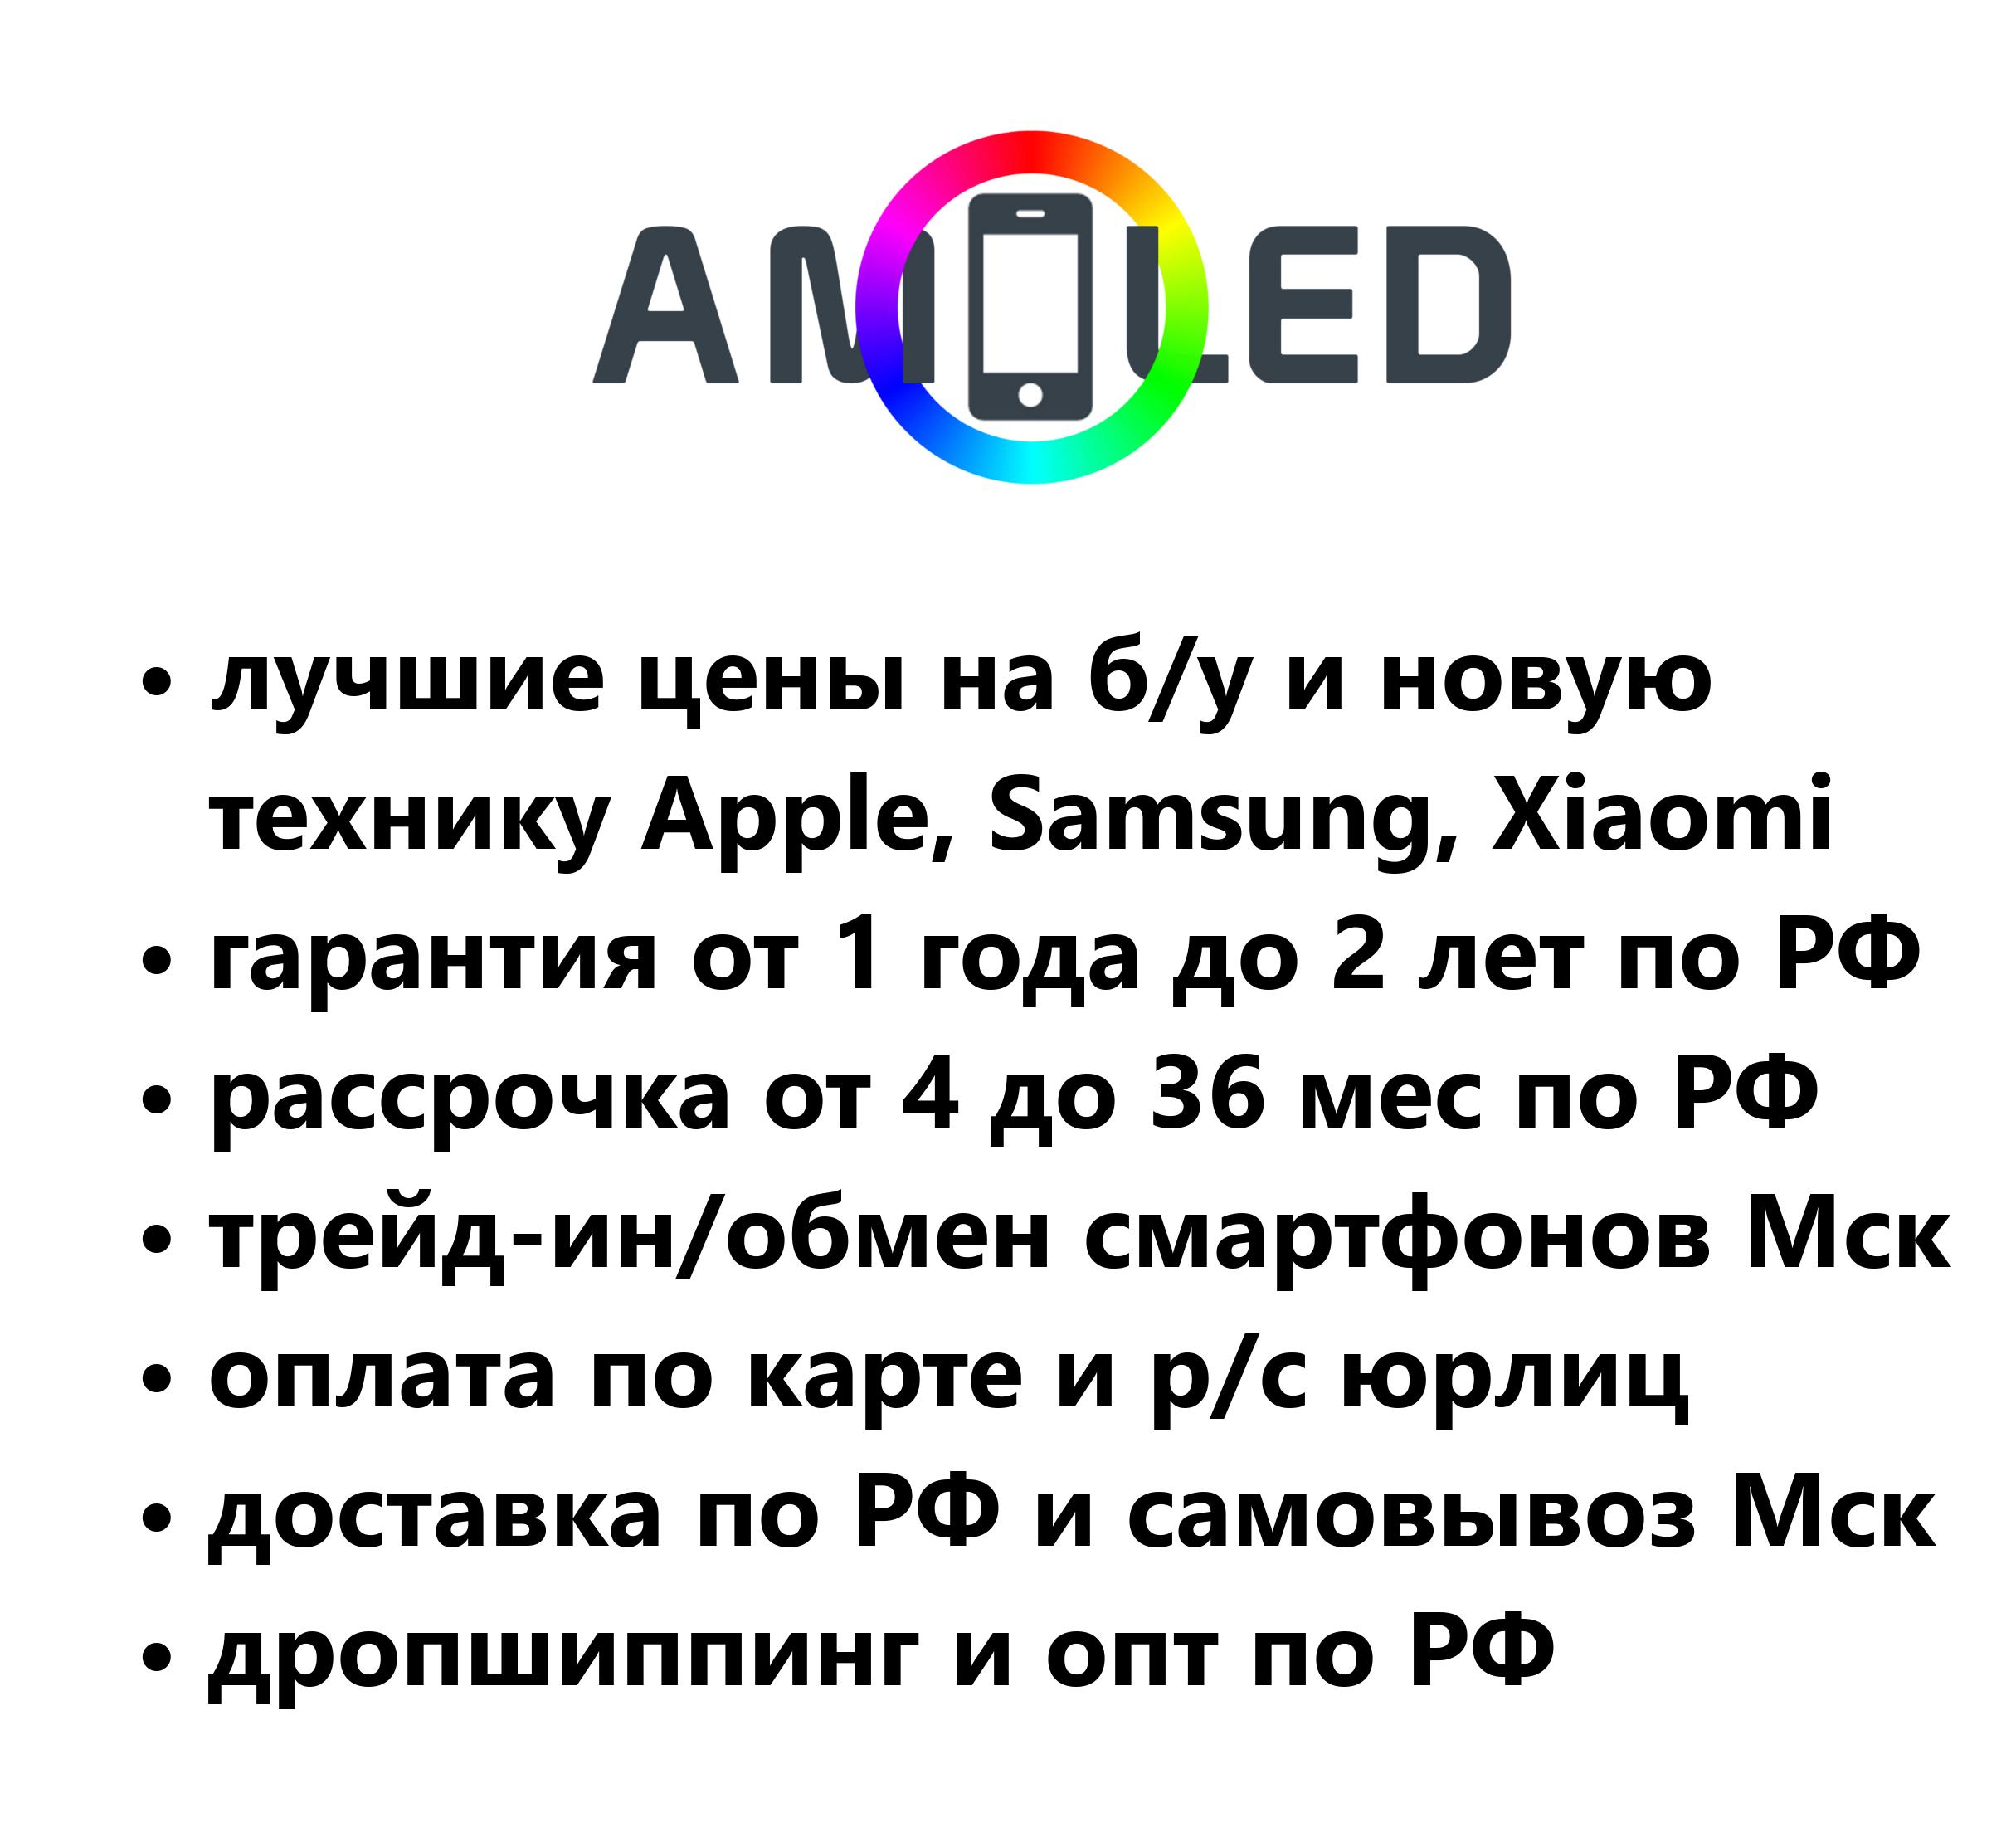 AMOLED
• лучшие цены на б/у и новую
технику Apple, Samsung, Xiaomi
• гарантия от 1 года до 2 лет по РФ
• рассрочка от 4 до 36 мес по РФ
• трейд-ин/обмен смартфонов Мск
• оплата по карте и р/с юрлиц
• доставка по РФ и самовывоз Мск
• дропшиппинг и опт по РФ